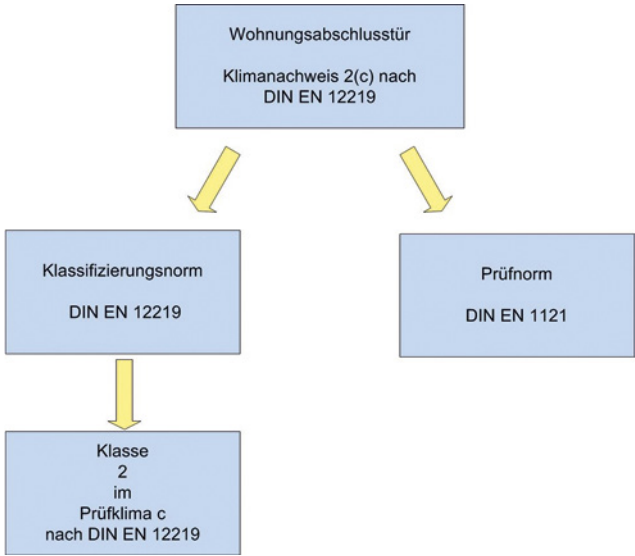 Wohnungsabschlusstür
Klimanachweis 2(c) nach
DIN EN 12219
Klassifizierungsnorm
DIN EN 12219
Prüfnorm
DIN EN 1121
Klasse
2
im
Prüfklima c
nach DIN EN 12219